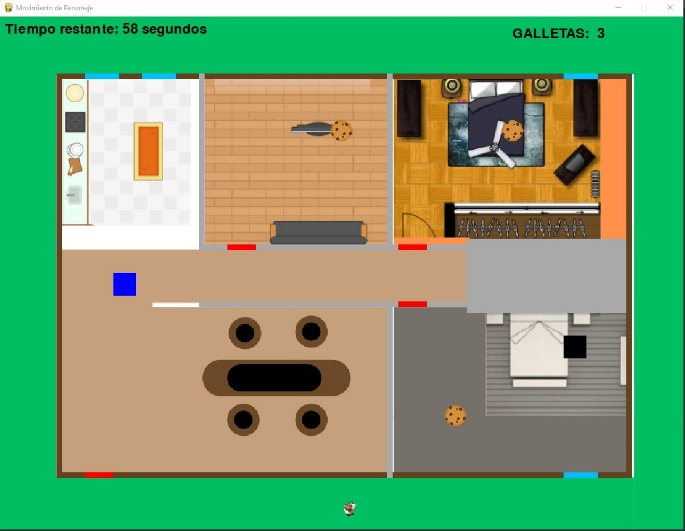 Movimiento de Personaje
Tiempo restante: 58 segundos
GALLETAS: 3